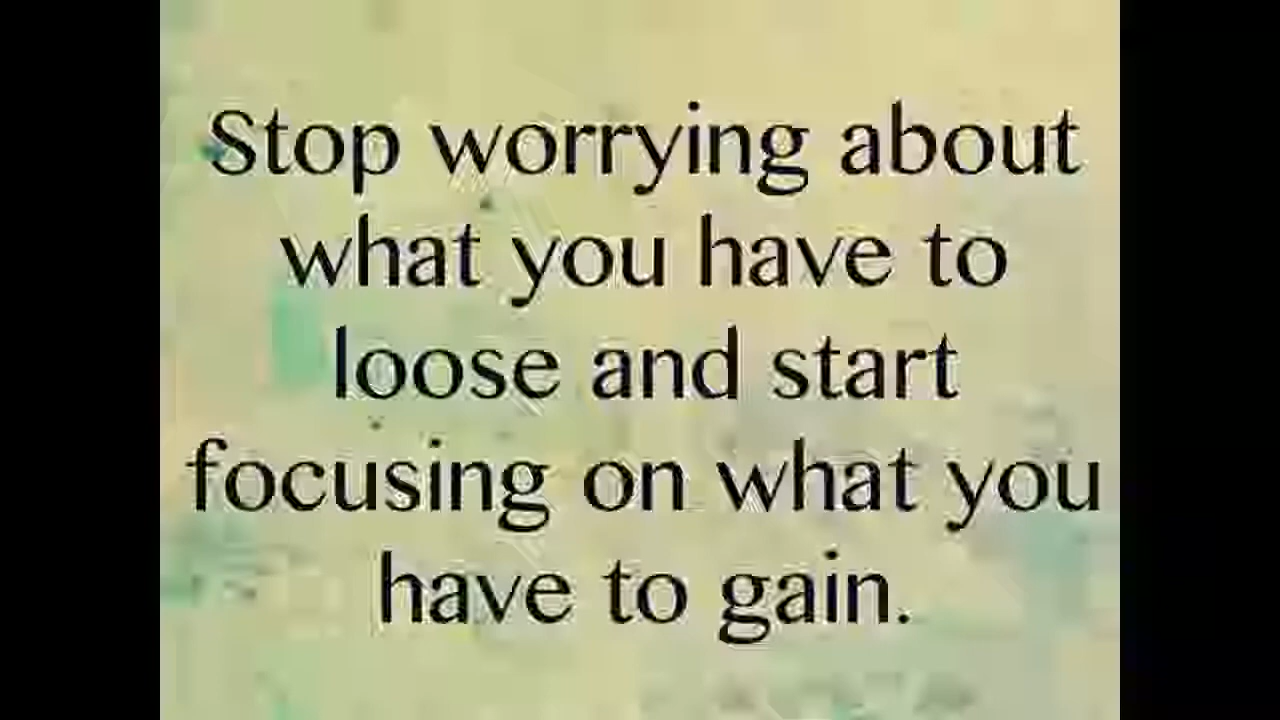 Stop worrying about
what you have to
loose and start
focusing on what you
have to gain.